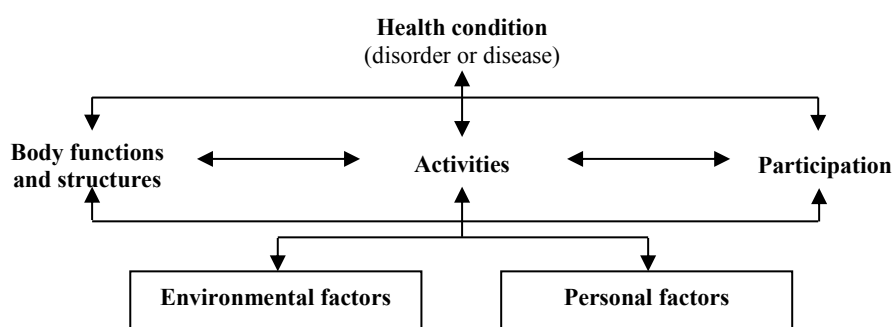 Health condition
(disorder or disease)
Body functions
and structures
Activities
Participation
Environmental factors
Personal factors